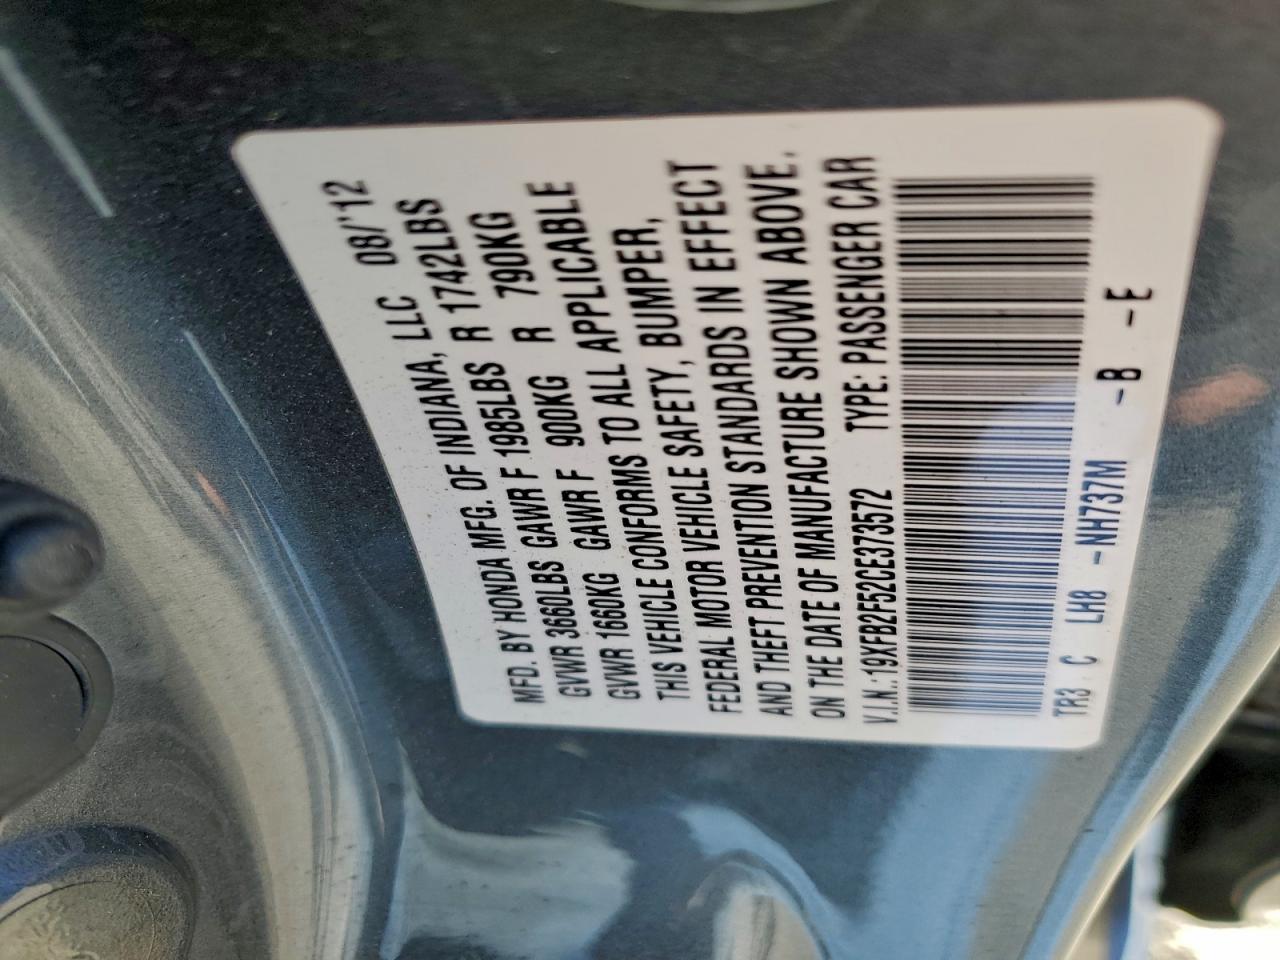 MFD. BY HONDA MFG. OF INDIANA, LLC 08/'12
GVWR 3660LBS GAWR F 1985LBS R 1742LBS
GVWR 1660KG GAWR F 900KG R 790KG
THIS VEHICLE CONFORMS TO ALL APPLICABLE
FEDERAL MOTOR VEHICLE SAFETY, BUMPER,
AND THEFT PREVENTION STANDARDS IN EFFECT
ON THE DATE OF MANUFACTURE SHOWN ABOVE.
V.I.N.: 19XFB2F52CE373572 TYPE: PASSENGER CAR
TR3 C LH8 -NH737M -B -E